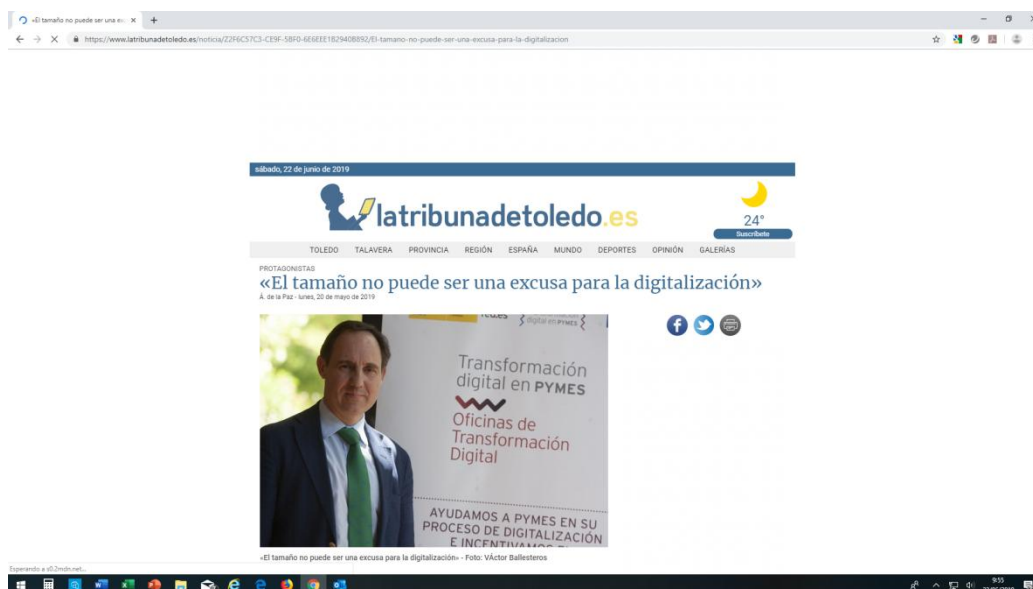 «El tamaño no puede ser una ex
https://www.latribunadetoledo.es/noticia/Z2F6C57C3-CE9F-5BF0-6E6EEE1829408892/El-tamano-no-puede-ser-una-excusa-para-la-digitalizacion
sábado, 22 de junio de 2019
latribunadetoledo.es
24°
Suscríbete
TOLEDO TALAVERA PROVINCIA REGIÓN ESPAÑA MUNDO DEPORTES OPINIÓN GALERÍAS
PROTAGONISTAS
«El tamaño no puede ser una excusa para la digitalización»
Á. de la Paz - lunes, 20 de mayo de 2019
digital en PYMES
Transformación
digital en PYMES
Oficinas de
Transformación
Digital
AYUDAMOS A PYMES EN SU
PROCESO DE DIGITALIZACIÓN
E INCENTIVAMOS
«El tamaño no puede ser una excusa para la digitalización» - Foto: VÁctor Ballesteros
Esperando a s0.2mdn.net...
9:55